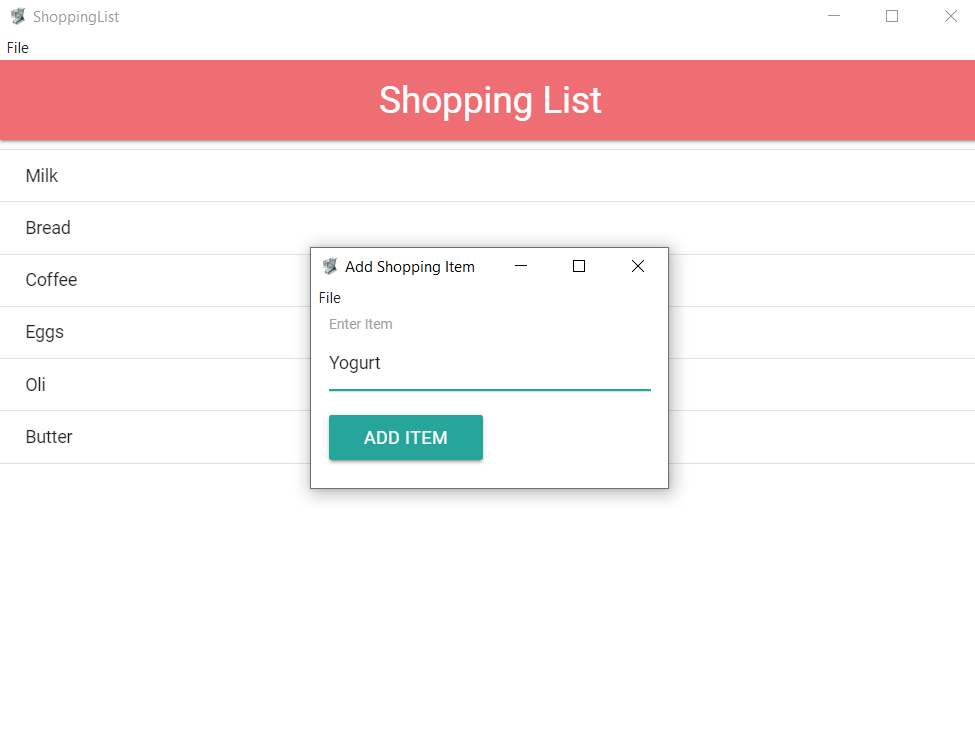 ShoppingList
File
Shopping List
Milk
Bread
Coffee
Eggs
Oli
Butter
Add Shopping Item
File
Enter Item
Yogurt
ADD ITEM